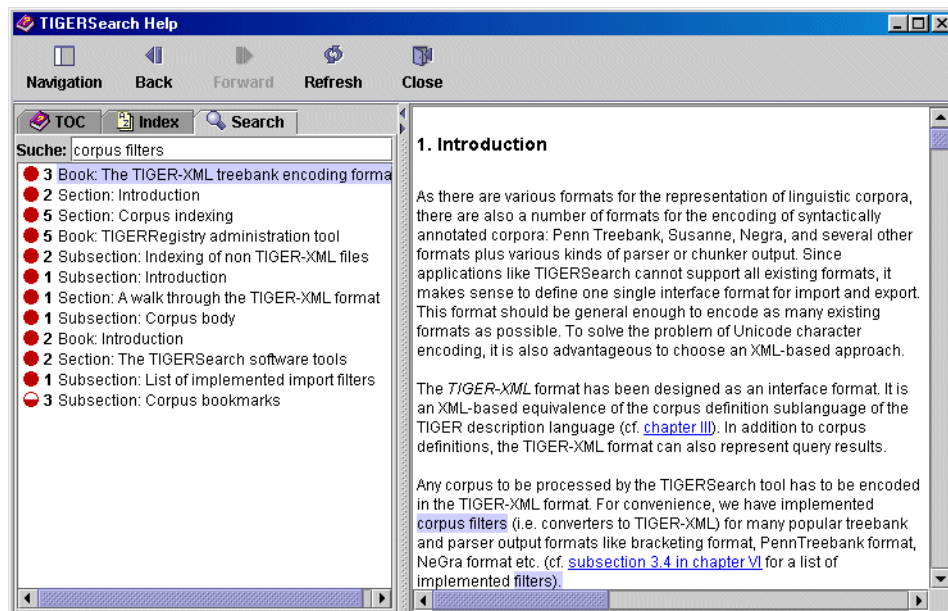 TIGERSearch Help
Navigation Back Forward Refresh Close
TOC Index Search
Suche: corpus filters
3 Book: The TIGER-XML treebank encoding forma
2 Section: Introduction
5 Section: Corpus indexing
5 Book: TIGERRegistry administration tool
2 Subsection: Indexing of non TIGER-XML files
1 Subsection: Introduction
1 Section: A walk through the TIGER-XML format
1 Subsection: Corpus body
2 Book: Introduction
2 Section: The TIGERSearch software tools
1 Subsection: List of implemented import filters
3 Subsection: Corpus bookmarks
1. Introduction
As there are various formats for the representation of linguistic corpora,
there are also a number of formats for the encoding of syntactically
annotated corpora: Penn Treebank, Susanne, Negra, and several other
formats plus various kinds of parser or chunker output. Since
applications like TIGERSearch cannot support all existing formats, it
makes sense to define one single interface format for import and export.
This format should be general enough to encode as many existing
formats as possible. To solve the problem of Unicode character
encoding, it is also advantageous to choose an XML-based approach.
The TIGER-XML format has been designed as an interface format. It is
an XML-based equivalence of the corpus definition sublanguage of the
TIGER description language (cf. chapter III). In addition to corpus
definitions, the TIGER-XML format can also represent query results.
Any corpus to be processed by the TIGERSearch tool has to be encoded
in the TIGER-XML format. For convenience, we have implemented
corpus filters (i.e. converters to TIGER-XML) for many popular treebank
and parser output formats like bracketing format, PennTreebank format,
NeGra format etc. (cf. subsection 3.4 in chapter VI for a list of
implemented filters).